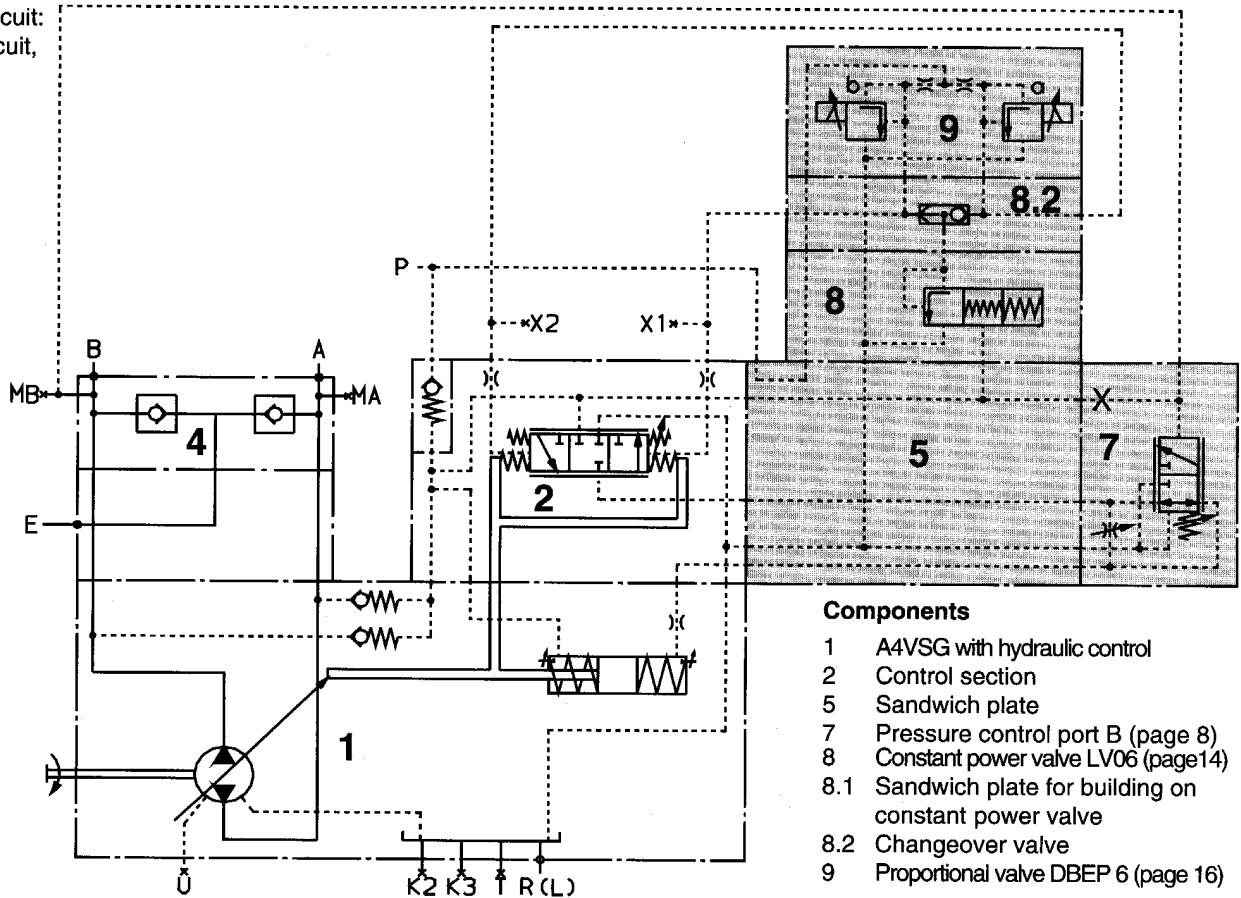 cuit:
cuit,
b
a
9
8.2
P
8
X2
X1
B
A
MB
MA
X
4
5
7
2
E
1
U
K2
K3
T
R(L)
Components
1 A4VSG with hydraulic control
2 Control section
5 Sandwich plate
7 Pressure control port B (page 8)
8 Constant power valve LV06 (page14)
8.1 Sandwich plate for building on
constant power valve
8.2 Changeover valve
9 Proportional valve DBEP 6 (page 16)